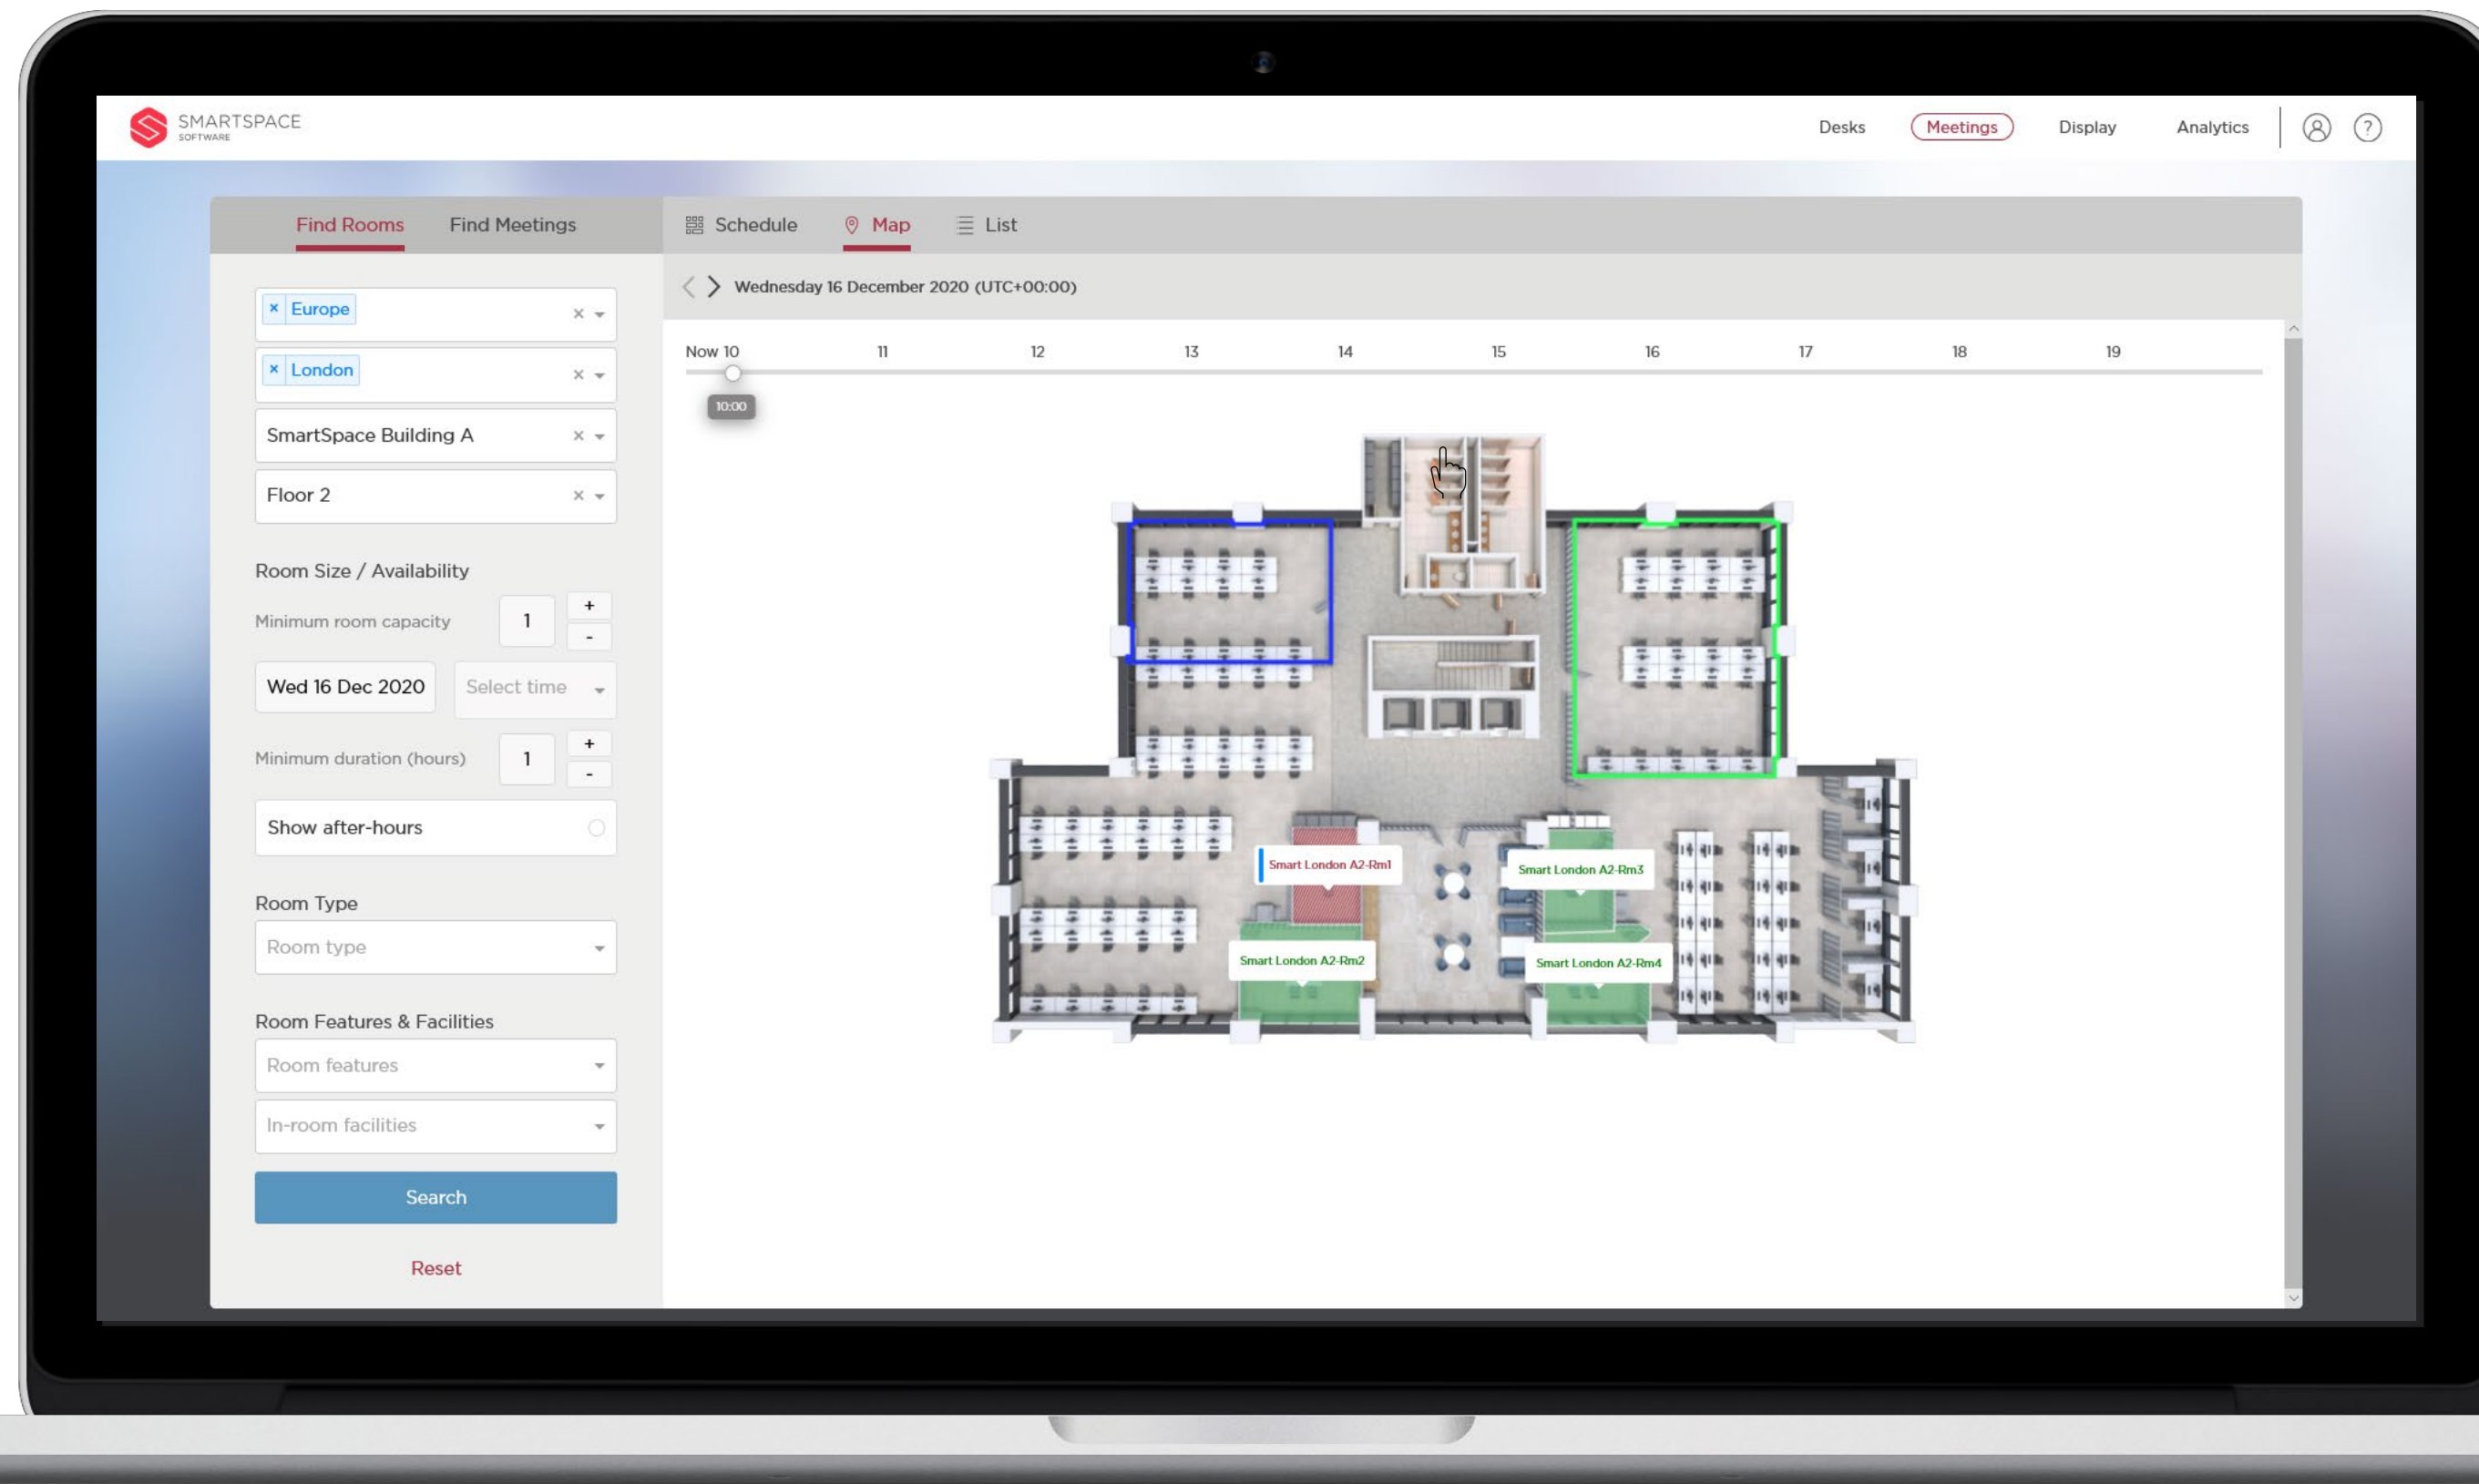 SMARTSPACE
SOFTWARE
Desks Meetings Display Analytics ?
Find Rooms Find Meetings
Schedule Map List
Wednesday 16 December 2020 (UTC+00:00)
× Europe × 
× London ×
SmartSpace Building A ×
Floor 2 ×
Room Size / Availability
Minimum room capacity 1 + -
Wed 16 Dec 2020 Select time
Minimum duration (hours) 1 + -
Show after-hours
Room Type
Room type
Room Features & Facilities
Room features
In-room facilities
Search
Reset
Now 10 11 12 13 14 15 16 17 18 19
10:00
Smart London A2-Rm1
Smart London A2-Rm3
Smart London A2-Rm2
Smart London A2-Rm4